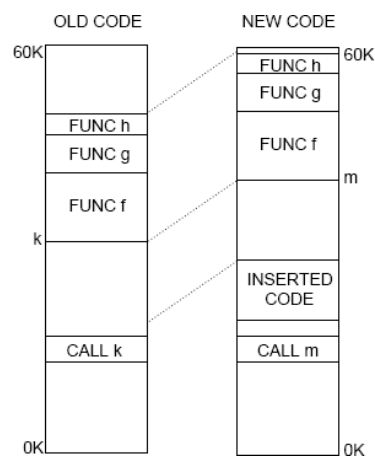 OLD CODE
60K
FUNC h
FUNC g
FUNC f
k
CALL k
0K
NEW CODE
60K
FUNC h
FUNC g
FUNC f
m
INSERTED
CODE
CALL m
0K